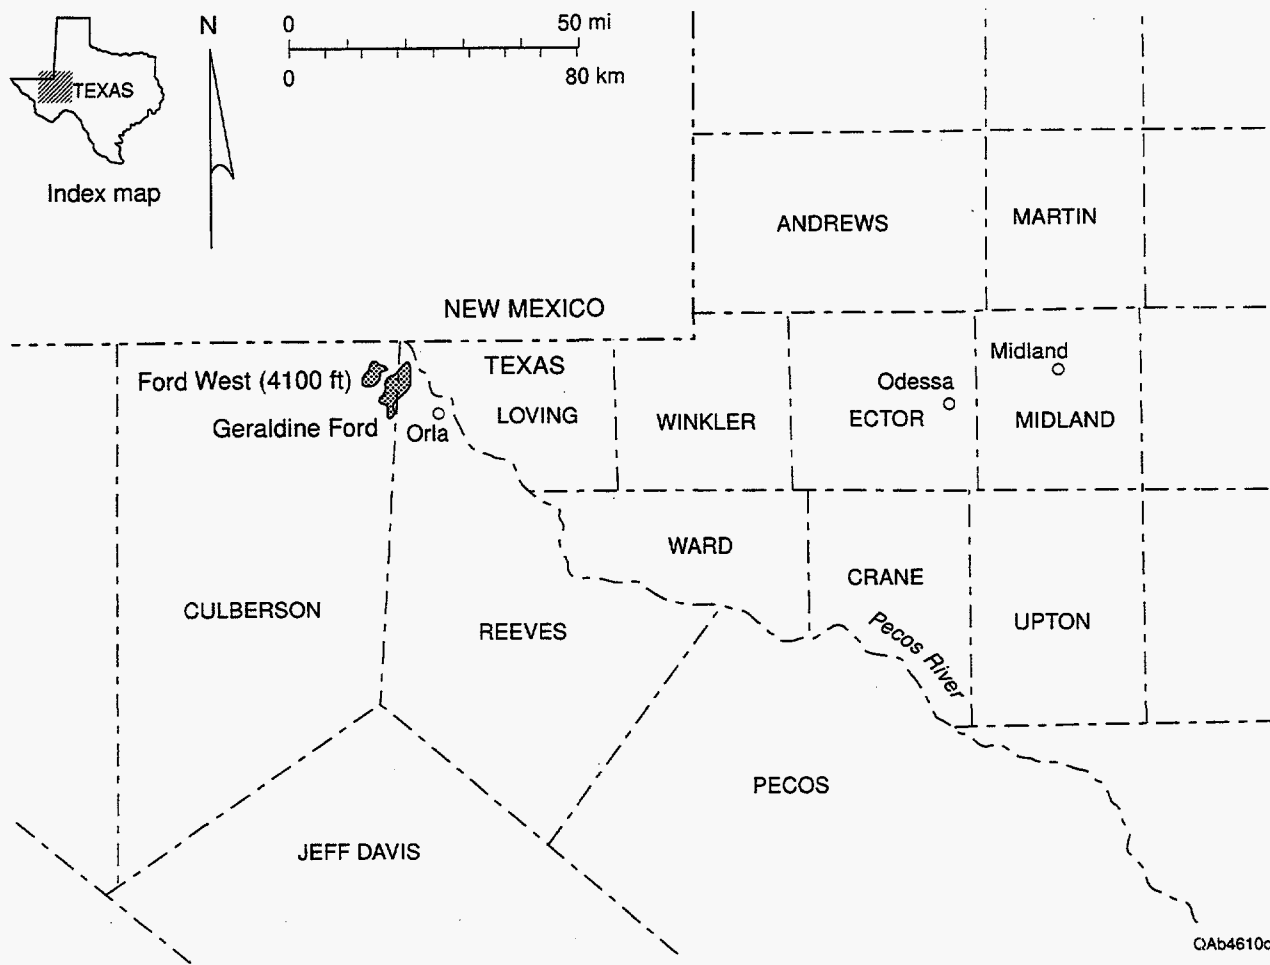 N
0
50 mi
0
80 km
TEXAS
Index map
ANDREWS
MARTIN
NEW MEXICO
TEXAS
Midland
Ford West (4100 ft)
Odessa
LOVING
WINKLER
ECTOR
MIDLAND
Geraldine Ford
Orla
WARD
CRANE
CULBERSON
REEVES
Pecos River
UPTON
PECOS
JEFF DAVIS
QAb4610c